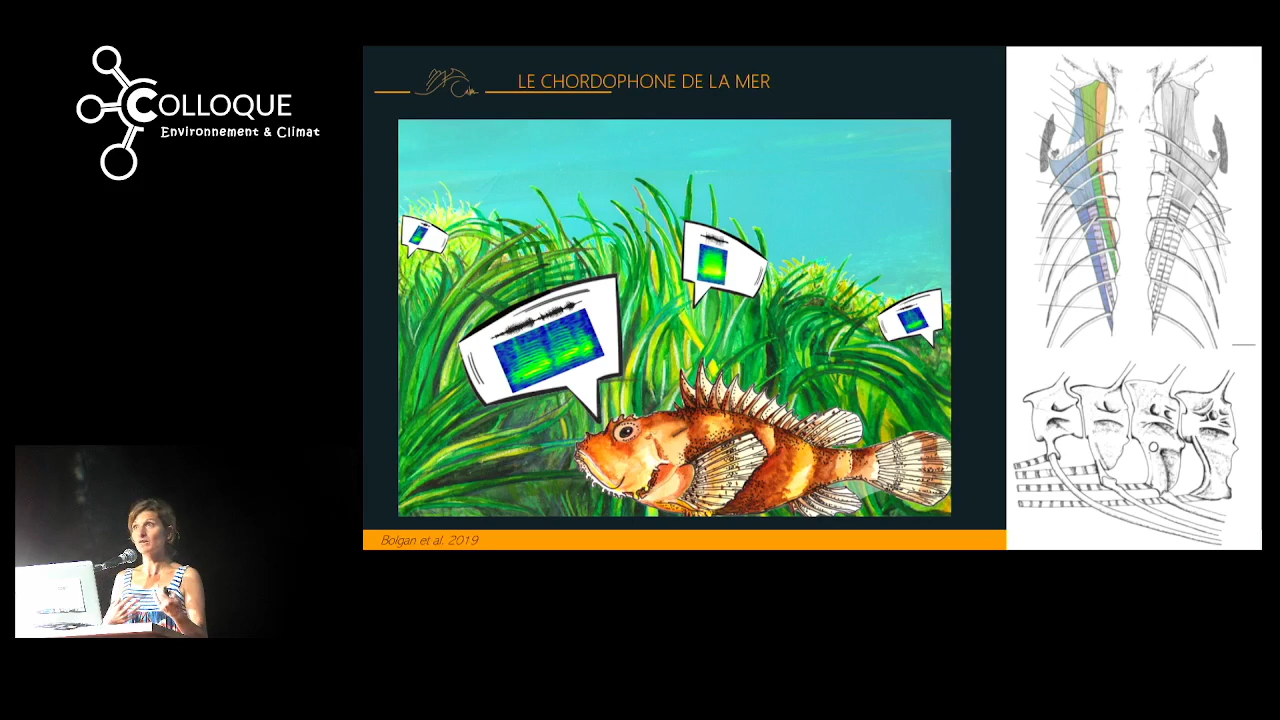 COLLOQUE
Environnement & Climat
LE CHORDOPHONE DE LA MER
Bolgan et al. 2019